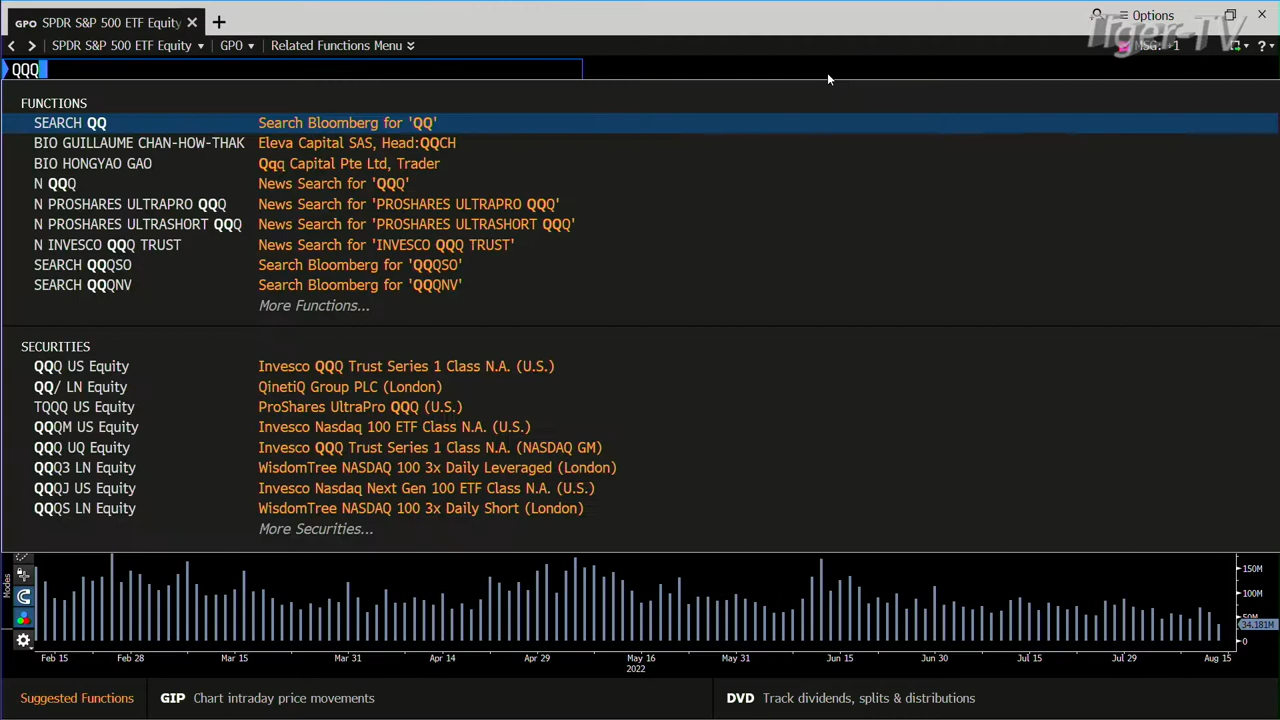 GPO SPDR S&P 500 ETF Equity
Options
SPDR S&P 500 ETF Equity GPO Related Functions Menu
MSG: +1
Tiger-TV
QQQ
FUNCTIONS
SEARCH QQ Search Bloomberg for 'QQ'
BIO GUILLAUME CHAN-HOW-THAK Eleva Capital SAS, Head:QQCH
BIO HONGYAO GAO Qqq Capital Pte Ltd, Trader
N QQQ News Search for 'QQQ'
N PROSHARES ULTRAPRO QQQ News Search for 'PROSHARES ULTRAPRO QQQ'
N PROSHARES ULTRASHORT QQQ News Search for 'PROSHARES ULTRASHORT QQQ'
N INVESCO QQQ TRUST News Search for 'INVESCO QQQ TRUST'
SEARCH QQQSO Search Bloomberg for 'QQQSO'
SEARCH QQQNV Search Bloomberg for 'QQQNV'
More Functions...
SECURITIES
QQQ US Equity Invesco QQQ Trust Series 1 Class N.A. (U.S.)
QQ/ LN Equity QinetiQ Group PLC (London)
TQQQ US Equity ProShares UltraPro QQQ (U.S.)
QQQM US Equity Invesco Nasdaq 100 ETF Class N.A. (U.S.)
QQQ UQ Equity Invesco QQQ Trust Series 1 Class N.A. (NASDAQ GM)
QQQ3 LN Equity WisdomTree NASDAQ 100 3x Daily Leveraged (London)
QQQJ US Equity Invesco Nasdaq Next Gen 100 ETF Class N.A. (U.S.)
QQQS LN Equity WisdomTree NASDAQ 100 3x Daily Short (London)
More Securities...
Modes
150M
100M
50M
34.181M
0
Feb 15 Feb 28 Mar 15 Mar 31 Apr 14 Apr 29 May 16 May 31 Jun 15 Jun 30 Jul 15 Jul 29 Aug 15
2022
Suggested Functions GIP Chart intraday price movements DVD Track dividends, splits & distributions